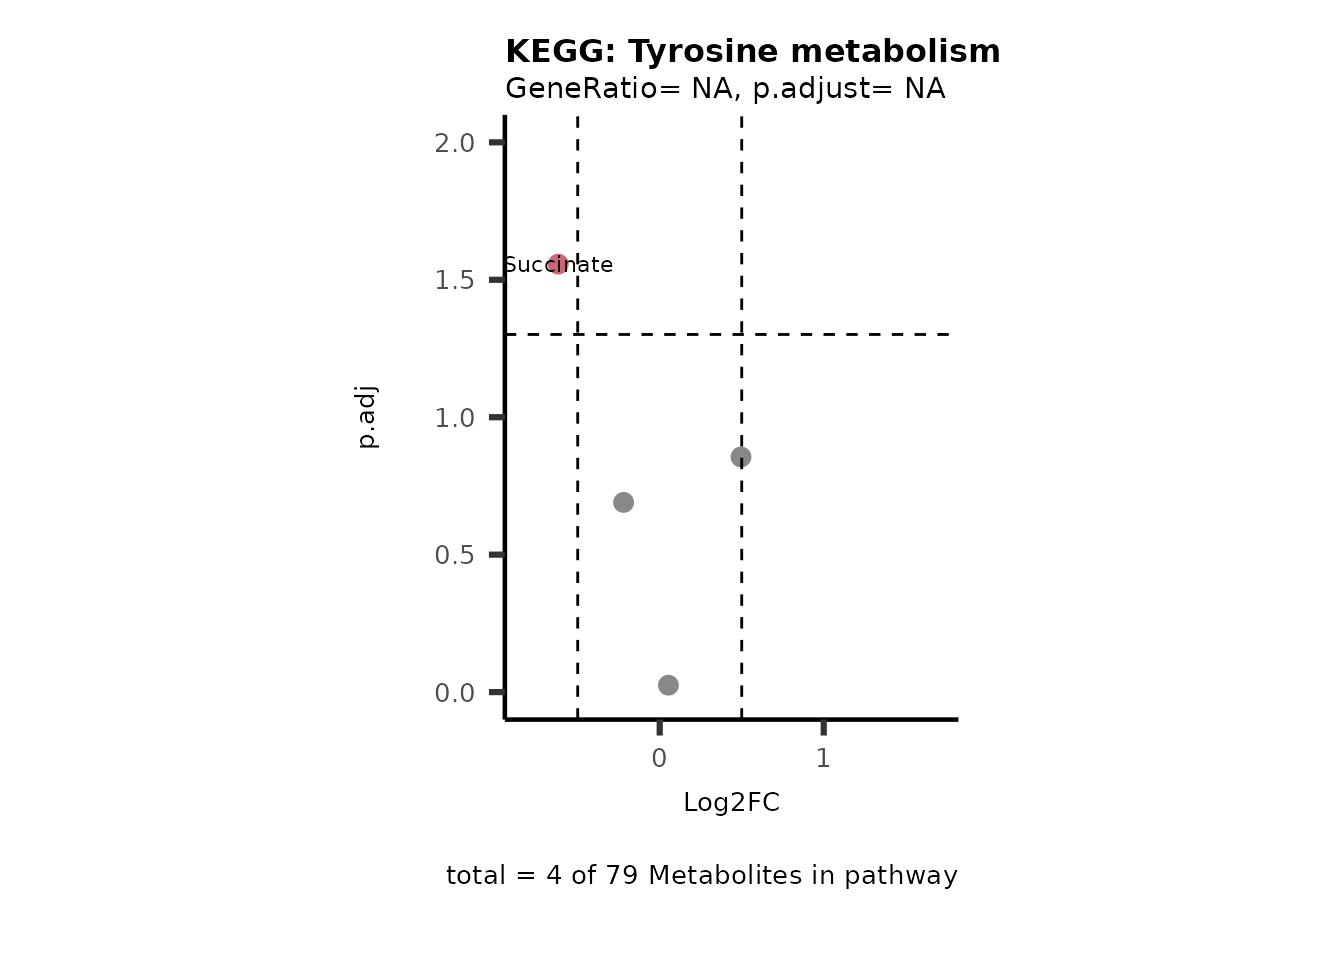 KEGG: Tyrosine metabolism
GeneRatio= NA, p.adjust= NA
2.0
Succinate
1.5
1.0
p.adj
0.5
0.0
0
1
Log2FC
total = 4 of 79 Metabolites in pathway